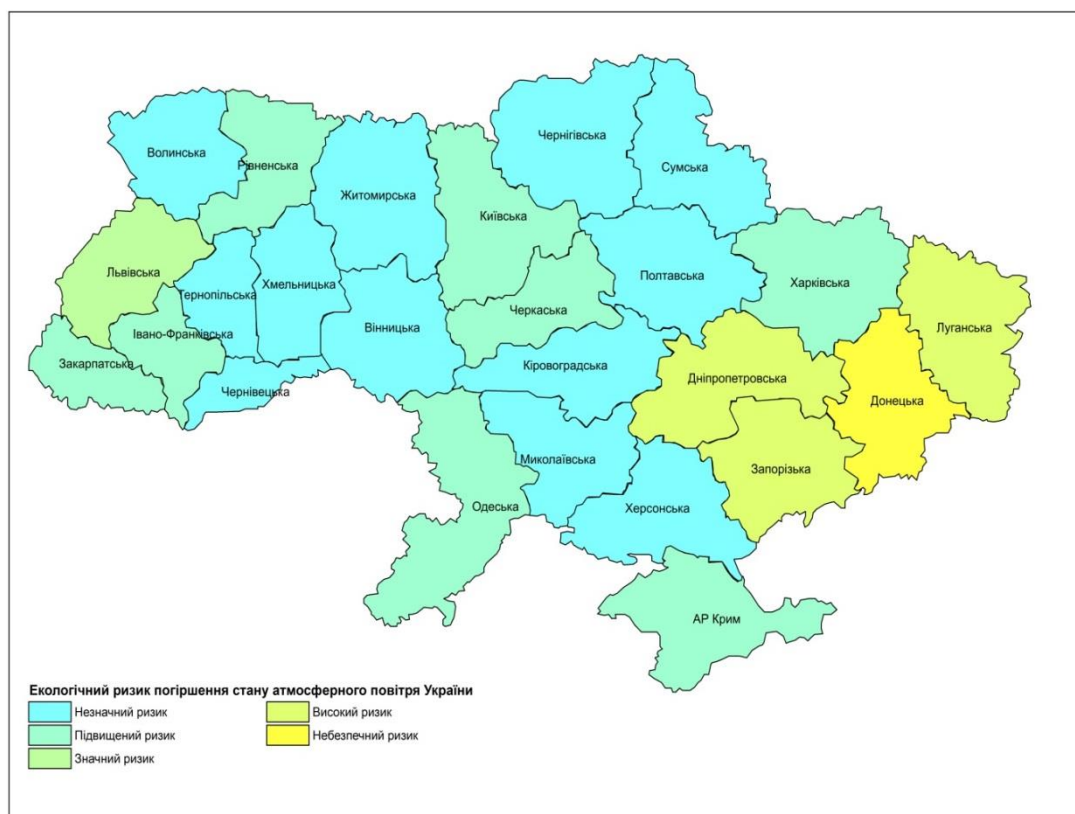 Чернігівська
Волинська
Рівненська
Сумська
Житомирська
Київська
Львівська
Полтавська
Харківська
Хмельницька
Тернопільська
Черкаська
Вінницька
Луганська
Івано-Франківська
Закарпатська
Кіровоградська
Дніпропетровська
Чернівецька
Донецька
Миколаївська
Запорізька
Одеська
Херсонська
АР Крим
Екологічний ризик погіршення стану атмосферного повітря України
Незначний ризик
Підвищений ризик
Значний ризик
Високий ризик
Небезпечний ризик